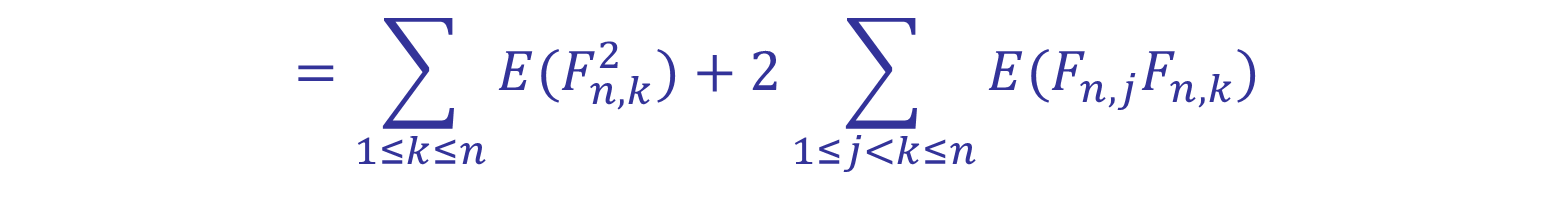 = ∑_{1≤k≤n} E(F_{n,k}^2) + 2 ∑_{1≤j<k≤n} E(F_{n,j}F_{n,k})